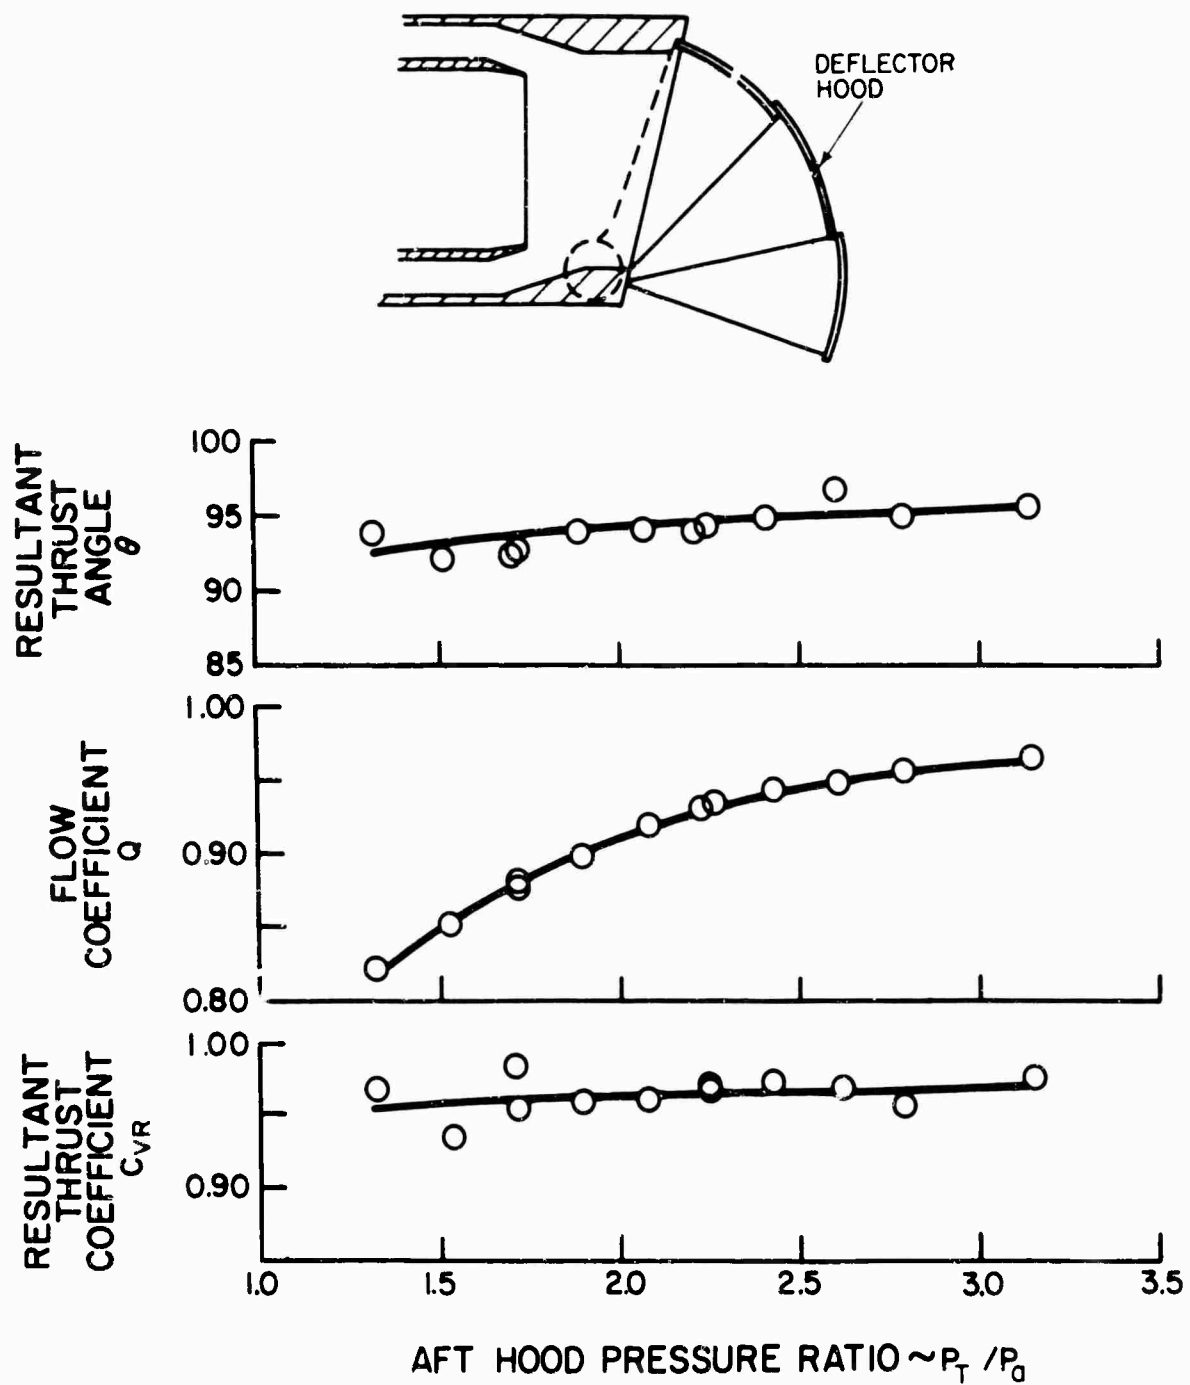 DEFLECTOR
HOOD
RESULTANT
THRUST
ANGLE
θ
100
95
90
85
FLOW
COEFFICIENT
Q
1.00
0.90
0.80
RESULTANT
THRUST
COEFFICIENT
CVR
1.00
0.90
1.0 1.5 2.0 2.5 3.0 3.5
AFT HOOD PRESSURE RATIO ~ PT /Pa